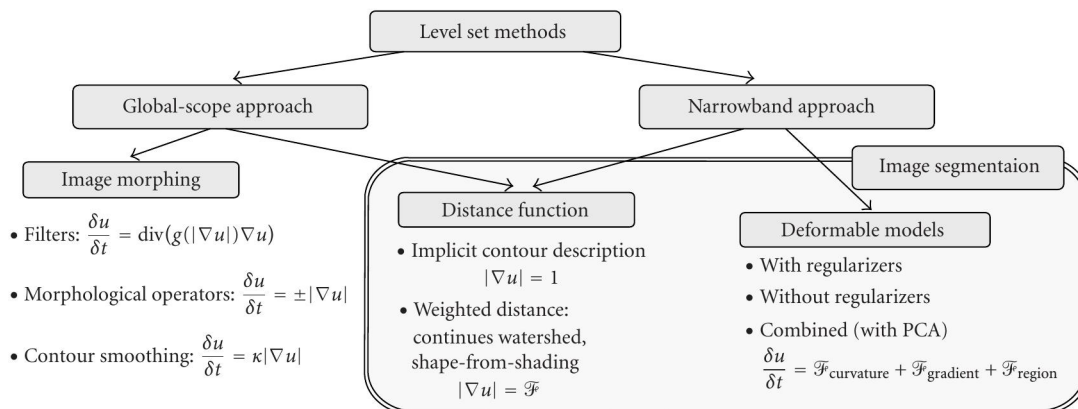 Level set methods
Global-scope approach
Narrowband approach
Image morphing
Image segmentaion
Distance function
Deformable models
• Filters: δu/δt = div(g(|∇u|)∇u)
• Morphological operators: δu/δt = ±|∇u|
• Contour smoothing: δu/δt = κ|∇u|
• Implicit contour description
|∇u| = 1
• Weighted distance:
continues watershed,
shape-from-shading
|∇u| = ℱ
• With regularizers
• Without regularizers
• Combined (with PCA)
δu/δt = ℱcurvature + ℱgradient + ℱregion